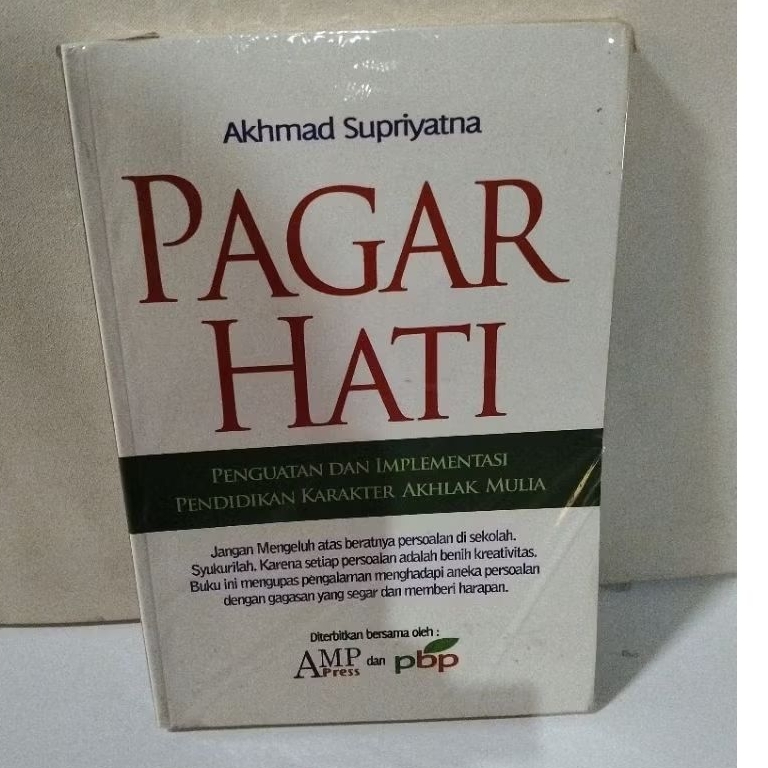 Akhmad Supriyatna
PAGAR
HATI
PENGUATAN DAN IMPLEMENTASI
PENDIDIKAN KARAKTER AKHLAK MULIA
Jangan Mengeluh atas beratnya persoalan di sekolah.
Syukurilah. Karena setiap persoalan adalah benih kreativitas.
Buku ini mengupas pengalaman menghadapi aneka persoalan
dengan gagasan yang segar dan memberi harapan.
Diterbitkan bersama oleh :
AMP Press dan pbp